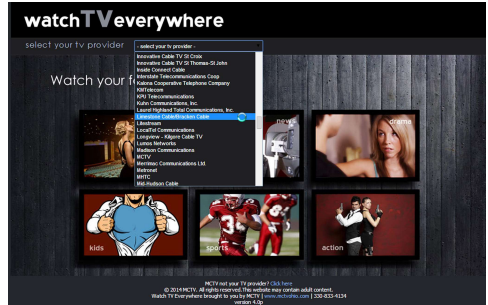 watchTVeverywhere
select your tv provider
- select your tv provider -
Innovative Cable TV St Croix
Innovative Cable TV St Thomas-St John
Inside Connect Cable
Interstate Telecommunications Coop
Kalona Cooperative Telephone Company
KMTelecom
KPU Telecommunications
Kuhn Communications, Inc.
Laurel Highland Total Communications, Inc.
Limestone Cable/Bracken Cable
Litestream
LocalTel Communications
Longview - Kilgore Cable TV
Lumos Networks
Madison Communications
MCTV
Merrimac Communications Ltd.
Metronet
MHTC
Mid-Hudson Cable
Watch your f
news
drama
kids
sports
action
MCTV not your TV provider? Click here
© 2014 MCTV. All rights reserved. This website may contain adult content.
Watch TV Everywhere brought to you by MCTV | www.mctvohio.com | 330-833-4134
version 4.0p